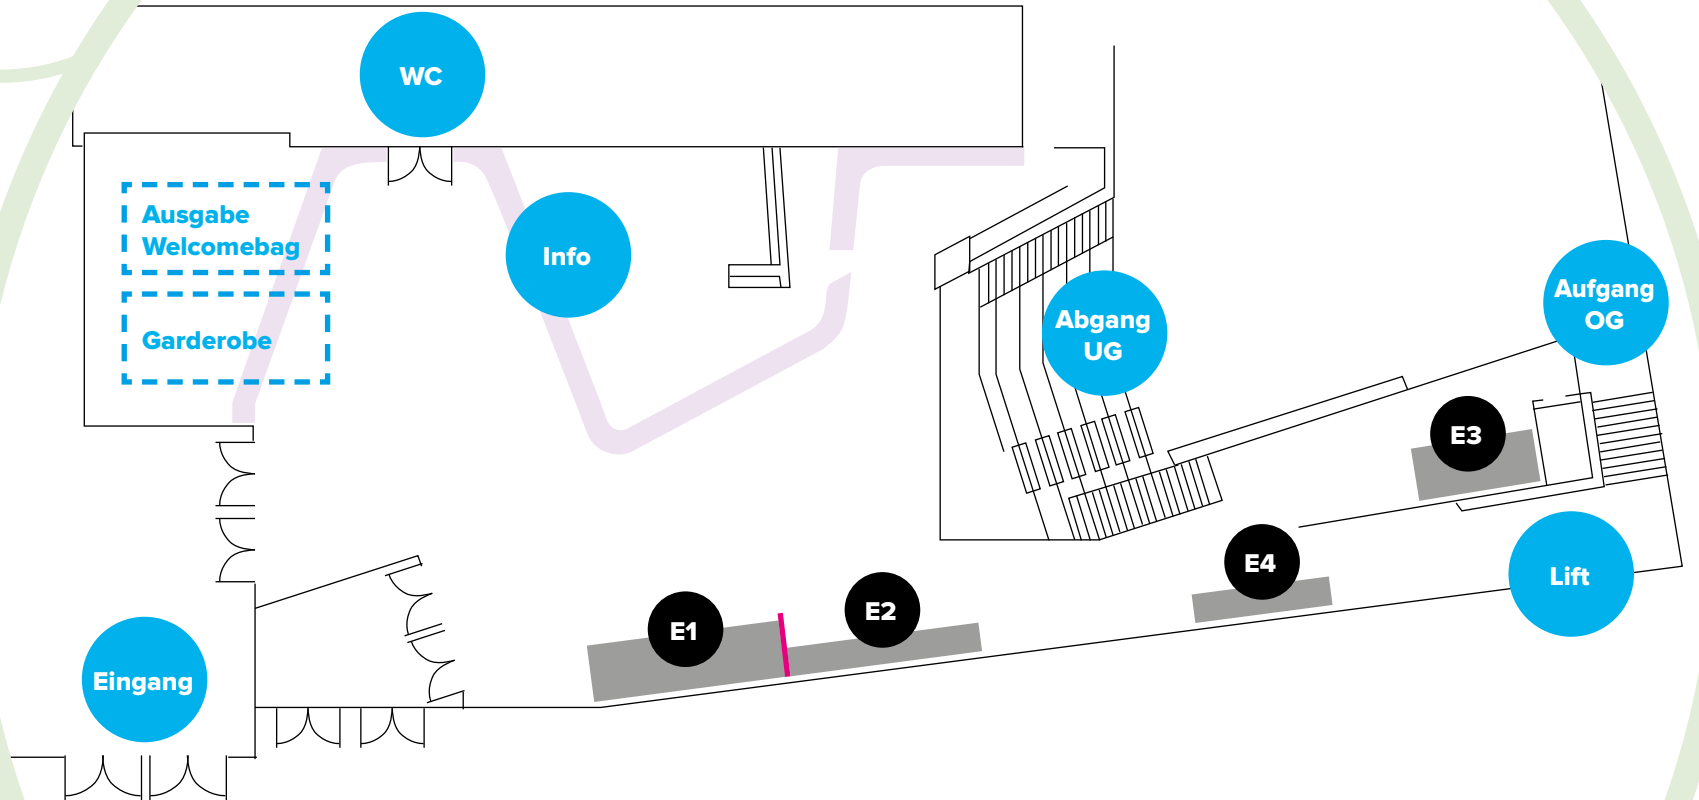 WC
Ausgabe
Welcomebag
Info
Garderobe
Abgang
UG
Aufgang
OG
E3
E4
Lift
E1
E2
Eingang